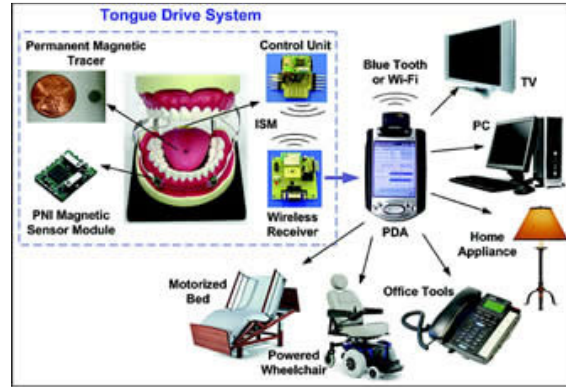 Tongue Drive System
Permanent Magnetic
Tracer
Control Unit
Blue Tooth
or Wi-Fi
TV
ISM
PC
PNI Magnetic
Sensor Module
Wireless
Receiver
PDA
Home
Appliance
Motorized
Bed
Office Tools
Powered
Wheelchair